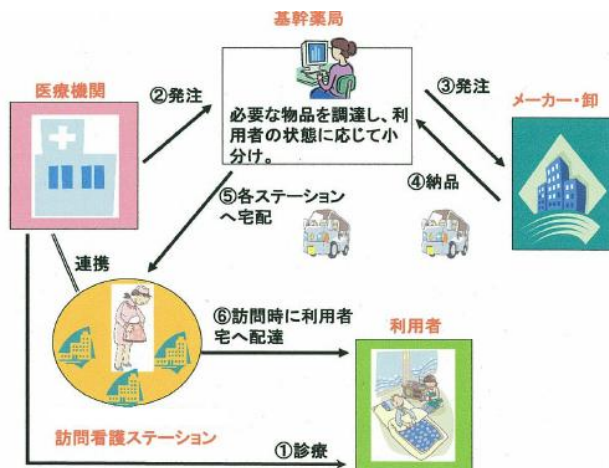 基幹薬局
医療機関
②発注
③発注
メーカー・卸
必要な物品を調達し、利
用者の状態に応じて小
分け。
④納品
⑤各ステーション
へ宅配
連携
⑥訪問時に利用者
宅へ配達
利用者
訪問看護ステーション
①診療